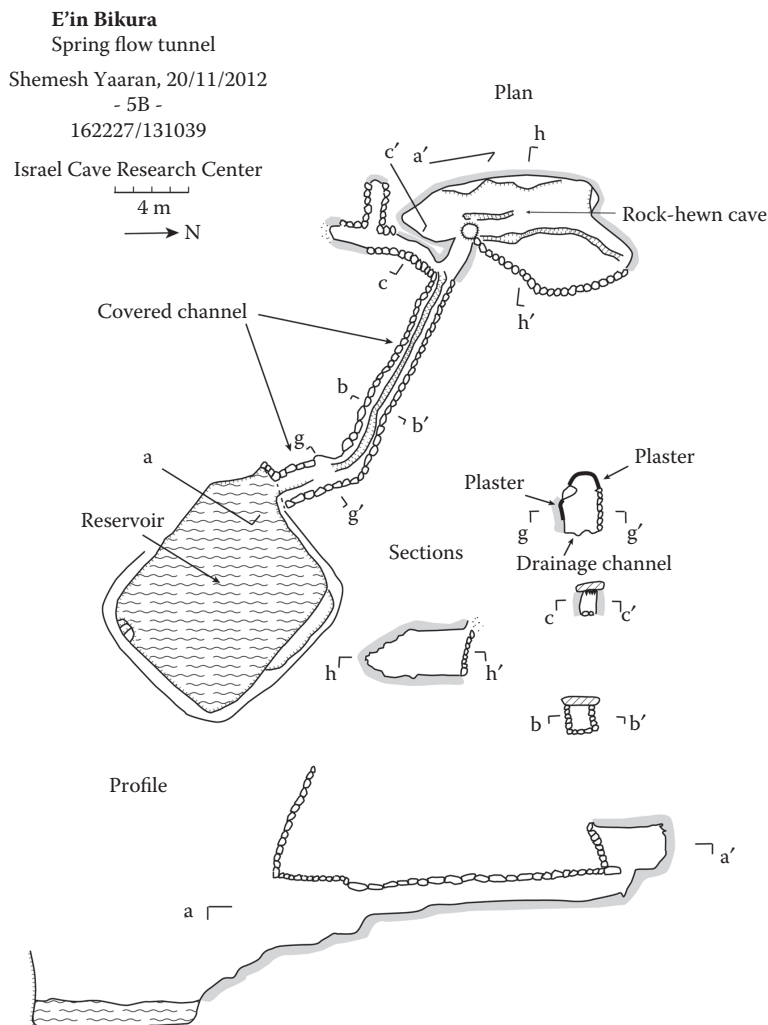 E’in Bikura
Spring flow tunnel
Shemesh Yaaran, 20/11/2012
- 5B -
162227/131039
Israel Cave Research Center
4 m
N
Plan
h
c′
a′
Rock-hewn cave
c
h′
Covered channel
b
b′
g
a
g′
Reservoir
Plaster
Plaster
g
g′
Drainage channel
Sections
c
c′
h
h′
b
b′
Profile
a′
a